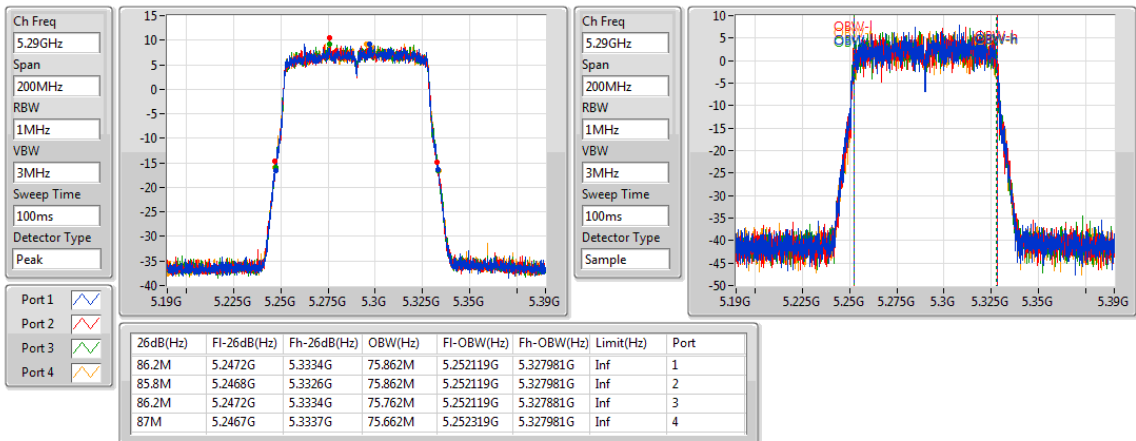 Ch Freq
5.29GHz
Span
200MHz
RBW
1MHz
VBW
3MHz
Sweep Time
100ms
Detector Type
Peak
15
10
5
0
-5
-10
-15
-20
-25
-30
-35
-40
5.19G 5.225G 5.25G 5.275G 5.3G 5.325G 5.35G 5.39G
Ch Freq
5.29GHz
Span
200MHz
RBW
1MHz
VBW
3MHz
Sweep Time
100ms
Detector Type
Sample
OBW-l
OBW-h
10
5
0
-5
-10
-15
-20
-25
-30
-35
-40
-45
-50
5.19G 5.225G 5.25G 5.275G 5.3G 5.325G 5.35G 5.39G
Port 1
Port 2
Port 3
Port 4
26dB(Hz) Fl-26dB(Hz) Fh-26dB(Hz) OBW(Hz) Fl-OBW(Hz) Fh-OBW(Hz) Limit(Hz) Port
86.2M 5.2472G 5.3334G 75.862M 5.252119G 5.327981G Inf 1
85.8M 5.2468G 5.3326G 75.862M 5.252119G 5.327981G Inf 2
86.2M 5.2472G 5.3334G 75.762M 5.252119G 5.327881G Inf 3
87M 5.2467G 5.3337G 75.662M 5.252319G 5.327981G Inf 4